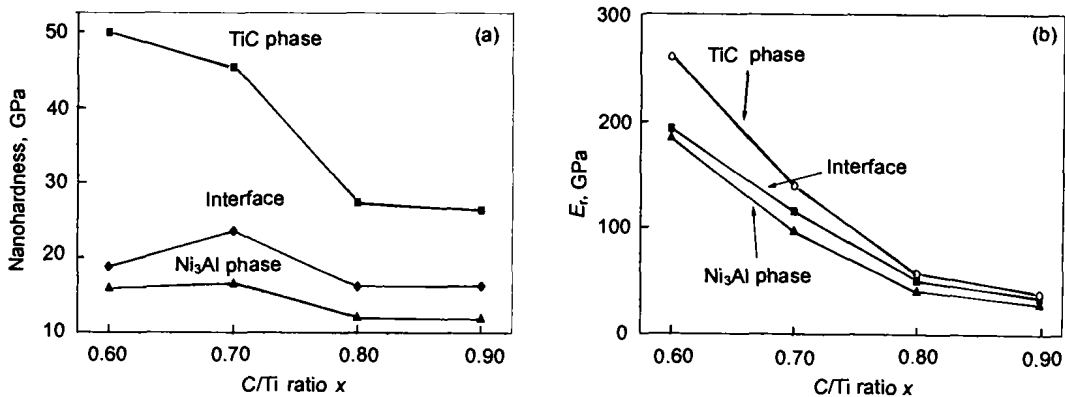 Nanohardness, GPa
50
40
30
20
10
(a)
TiC phase
Interface
Ni₃Al phase
0.60 0.70 0.80 0.90
C/Ti ratio x
Eᵣ, GPa
300
200
100
0
(b)
TiC phase
Interface
Ni₃Al phase
0.60 0.70 0.80 0.90
C/Ti ratio x